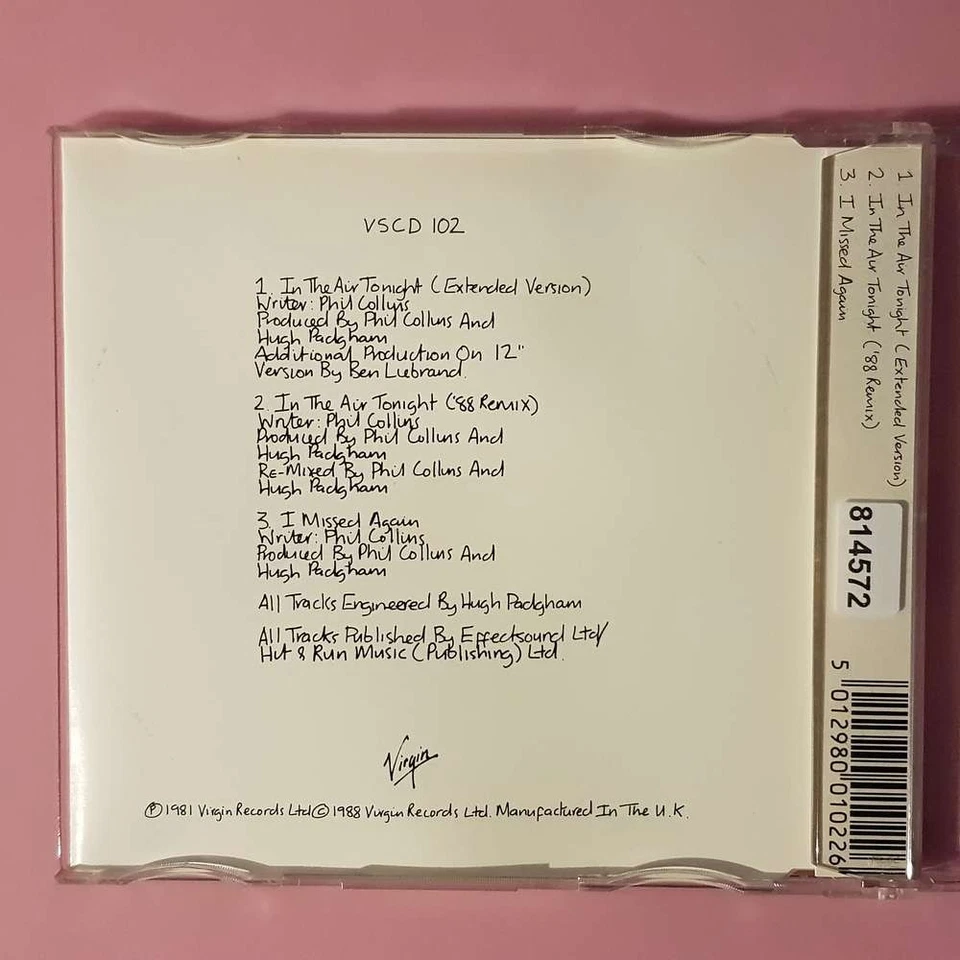 VSCD 102
1. In The Air Tonight (Extended Version)
Writer: Phil Collins
Produced By Phil Collins And
Hugh Padgham
Additional Production On 12"
Version By Ben Liebrand.
2. In The Air Tonight ('88 Remix)
Writer: Phil Collins
Produced By Phil Collins And
Hugh Padgham
Re-Mixed By Phil Collins And
Hugh Padgham
3. I Missed Again
Writer: Phil Collins
Produced By Phil Collins And
Hugh Padgham
All Tracks Engineered By Hugh Padgham
All Tracks Published By Effectsound Ltd/
Hit & Run Music (Publishing) Ltd.
Virgin
℗ 1981 Virgin Records Ltd © 1988 Virgin Records Ltd. Manufactured In The U.K.
1 In The Air Tonight (Extended Version)
2. In The Air Tonight ('88 Remix)
3. I Missed Again
814572
5 012980 010226